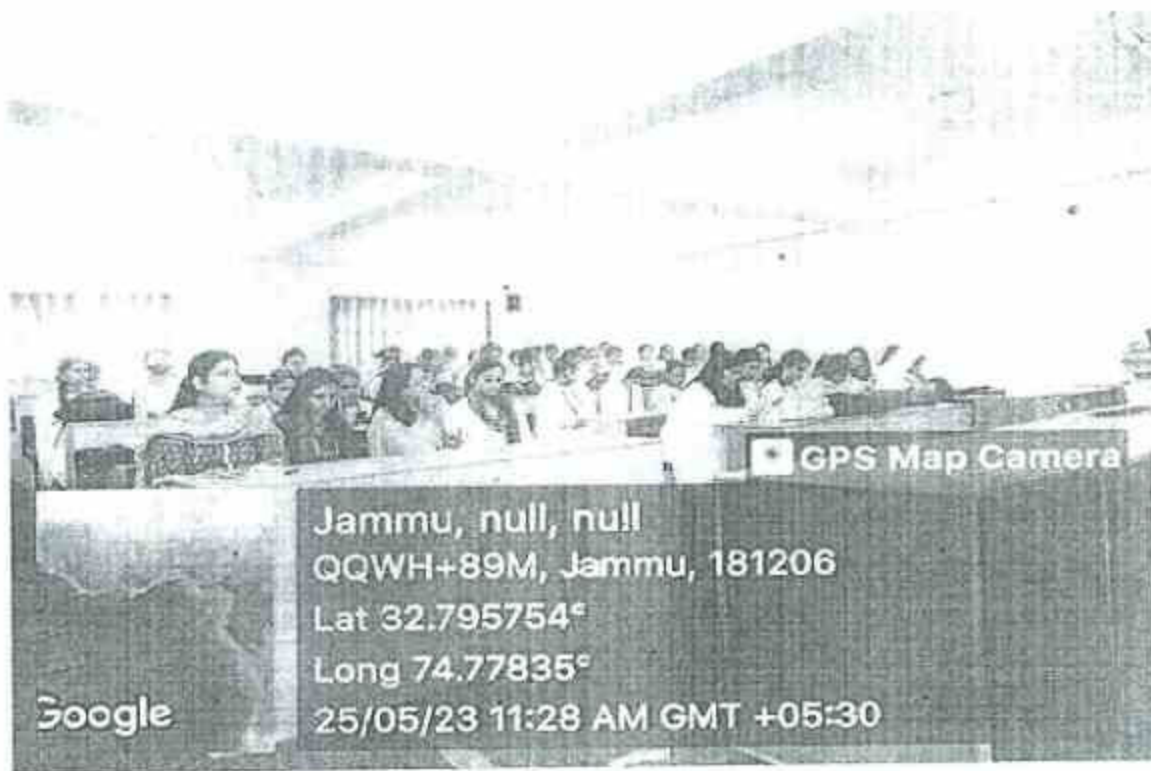 GPS Map Camera
Jammu, null, null
QQWH+89M, Jammu, 181206
Lat 32.795754°
Long 74.77835°
25/05/23 11:28 AM GMT +05:30
Google